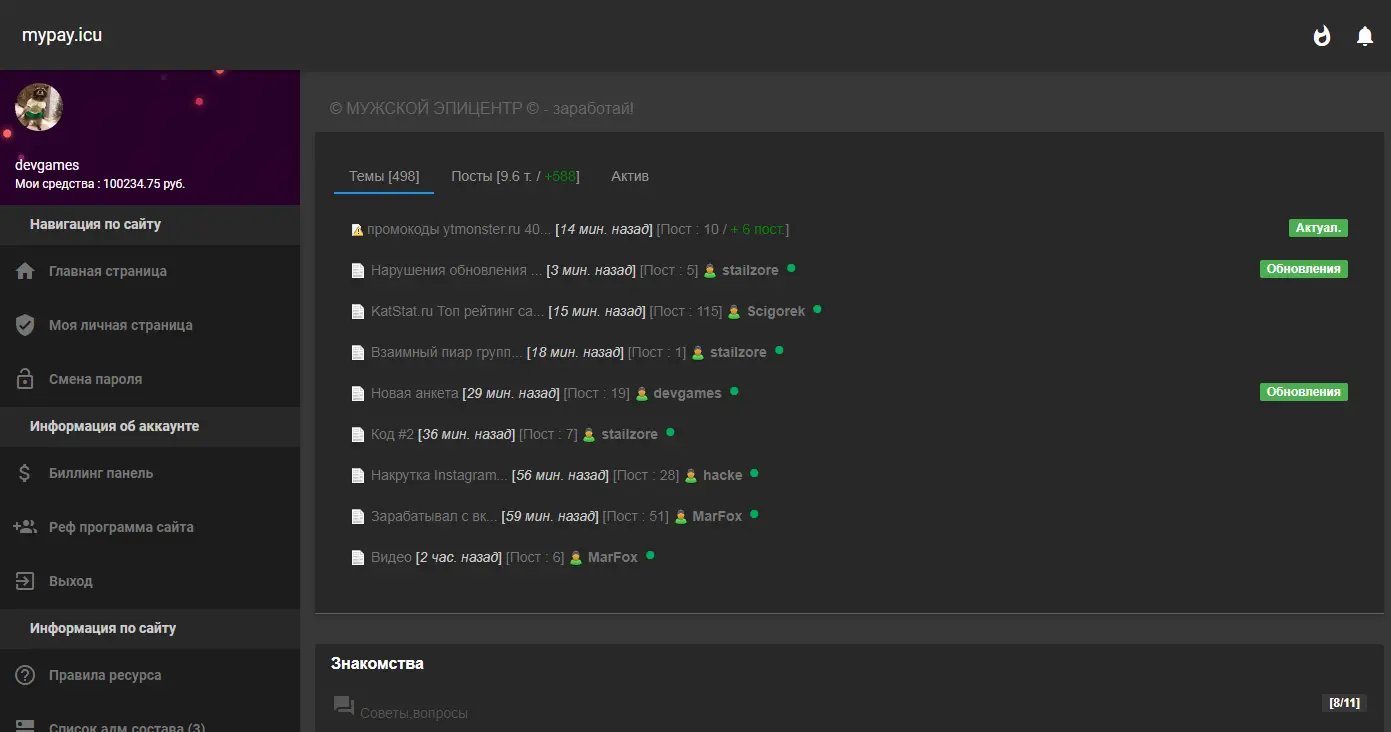 mypay.icu
devgames
Мои средства : 100234.75 руб.
Навигация по сайту
Главная страница
Моя личная страница
Смена пароля
Информация об аккаунте
Биллинг панель
Реф программа сайта
Выход
Информация по сайту
Правила ресурса
Список адм состава (3)
© МУЖСКОЙ ЭПИЦЕНТР © - заработай!
Темы [498] Посты [9.6 т. / +588] Актив
промокоды ytmonster.ru 40... [14 мин. назад] [Пост : 10 / + 6 пост.] Актуал.
Нарушения обновления ... [3 мин. назад] [Пост : 5] stailzore Обновления
KatStat.ru Топ рейтинг са... [15 мин. назад] [Пост : 115] Scigorek
Взаимный пиар групп... [18 мин. назад] [Пост : 1] stailzore
Новая анкета [29 мин. назад] [Пост : 19] devgames Обновления
Код #2 [36 мин. назад] [Пост : 7] stailzore
Накрутка Instagram... [56 мин. назад] [Пост : 28] hacke
Зарабатывал с вк... [59 мин. назад] [Пост : 51] MarFox
Видео [2 час. назад] [Пост : 6] MarFox
Знакомства
Советы,вопросы [8/11]